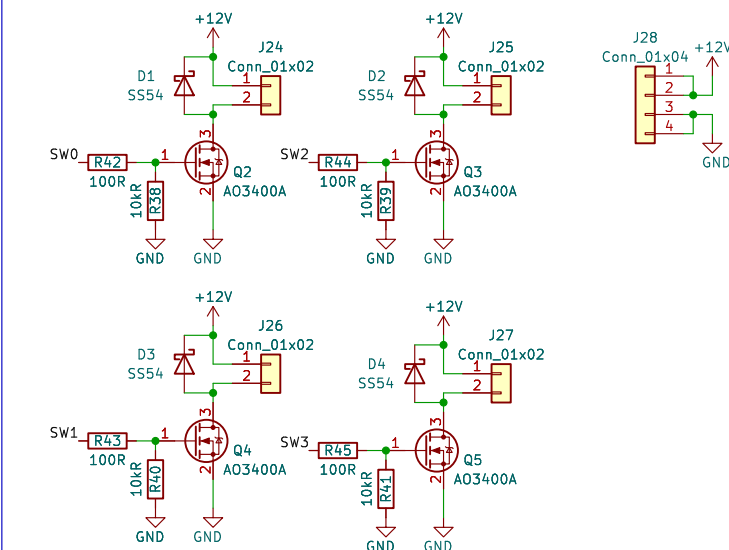 +12V
J24
Conn_01x02
D1
SS54
1
2
3
SW0
R42
100R
1
Q2
AO3400A
2
10kR
R38
GND
GND
+12V
J25
Conn_01x02
D2
SS54
1
2
3
SW2
R44
100R
1
Q3
AO3400A
2
10kR
R39
GND
GND
J28
Conn_01x04
+12V
1
2
3
4
GND
+12V
J26
Conn_01x02
D3
SS54
1
2
3
SW1
R43
100R
1
Q4
AO3400A
2
10kR
R40
GND
GND
+12V
J27
Conn_01x02
D4
SS54
1
2
3
SW3
R45
100R
1
Q5
AO3400A
2
10kR
R41
GND
GND